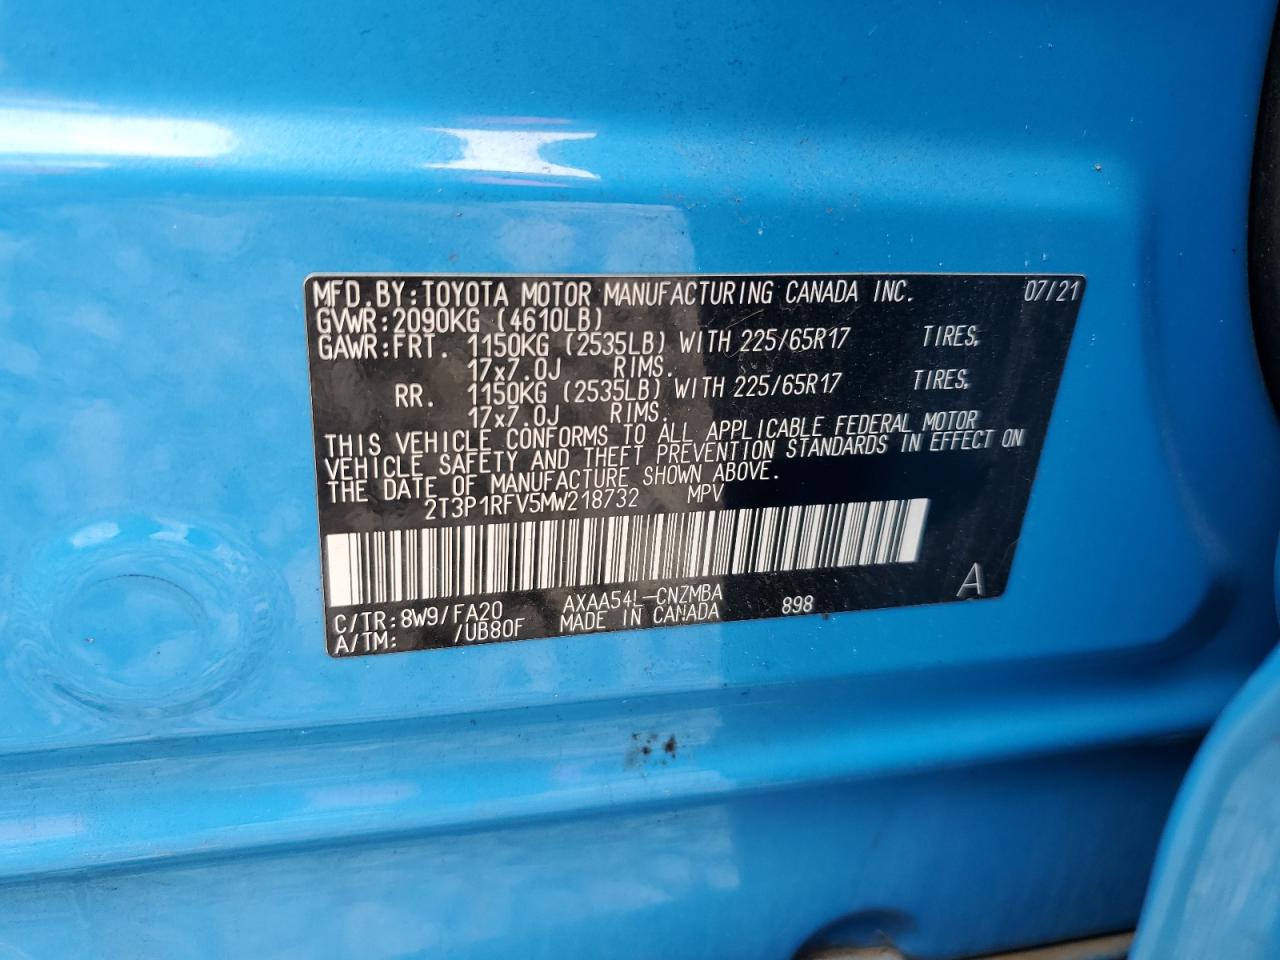 MFD.BY:TOYOTA MOTOR MANUFACTURING CANADA INC. 07/21
GVWR:2090KG (4610LB)
GAWR:FRT. 1150KG (2535LB) WITH 225/65R17 TIRES,
17x7.0J RIMS.
RR. 1150KG (2535LB) WITH 225/65R17 TIRES,
17x7.0J RIMS.
THIS VEHICLE CONFORMS TO ALL APPLICABLE FEDERAL MOTOR
VEHICLE SAFETY AND THEFT PREVENTION STANDARDS IN EFFECT ON
THE DATE OF MANUFACTURE SHOWN ABOVE.
2T3P1RFV5MW218732 MPV
C/TR:8W9/FA20 AXAA54L-CNZMBA 898 A
A/TM: /UB80F MADE IN CANADA